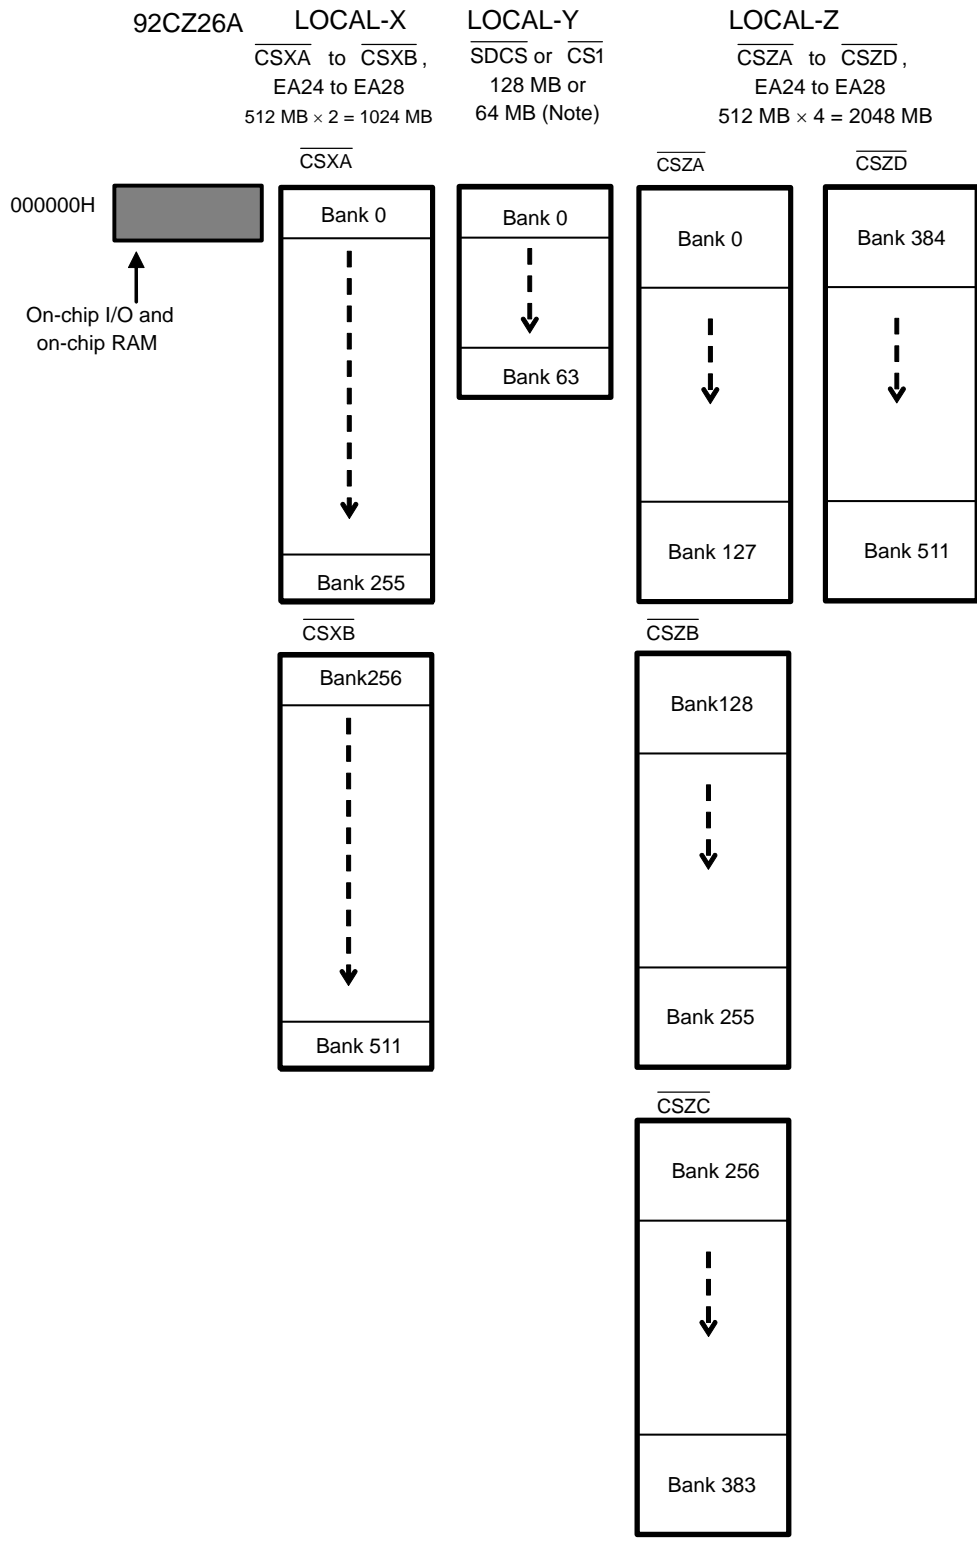 92CZ26A LOCAL-X LOCAL-Y LOCAL-Z
CSXA to CSXB,
EA24 to EA28
512 MB × 2 = 1024 MB
SDCS or CS1
128 MB or
64 MB (Note)
CSZA to CSZD,
EA24 to EA28
512 MB × 4 = 2048 MB
CSXA
CSZA
CSZD
000000H
Bank 0
Bank 0
Bank 0
Bank 384
On-chip I/O and
on-chip RAM
Bank 63
Bank 255
Bank 127
Bank 511
CSXB
CSZB
Bank256
Bank128
Bank 511
Bank 255
CSZC
Bank 256
Bank 383